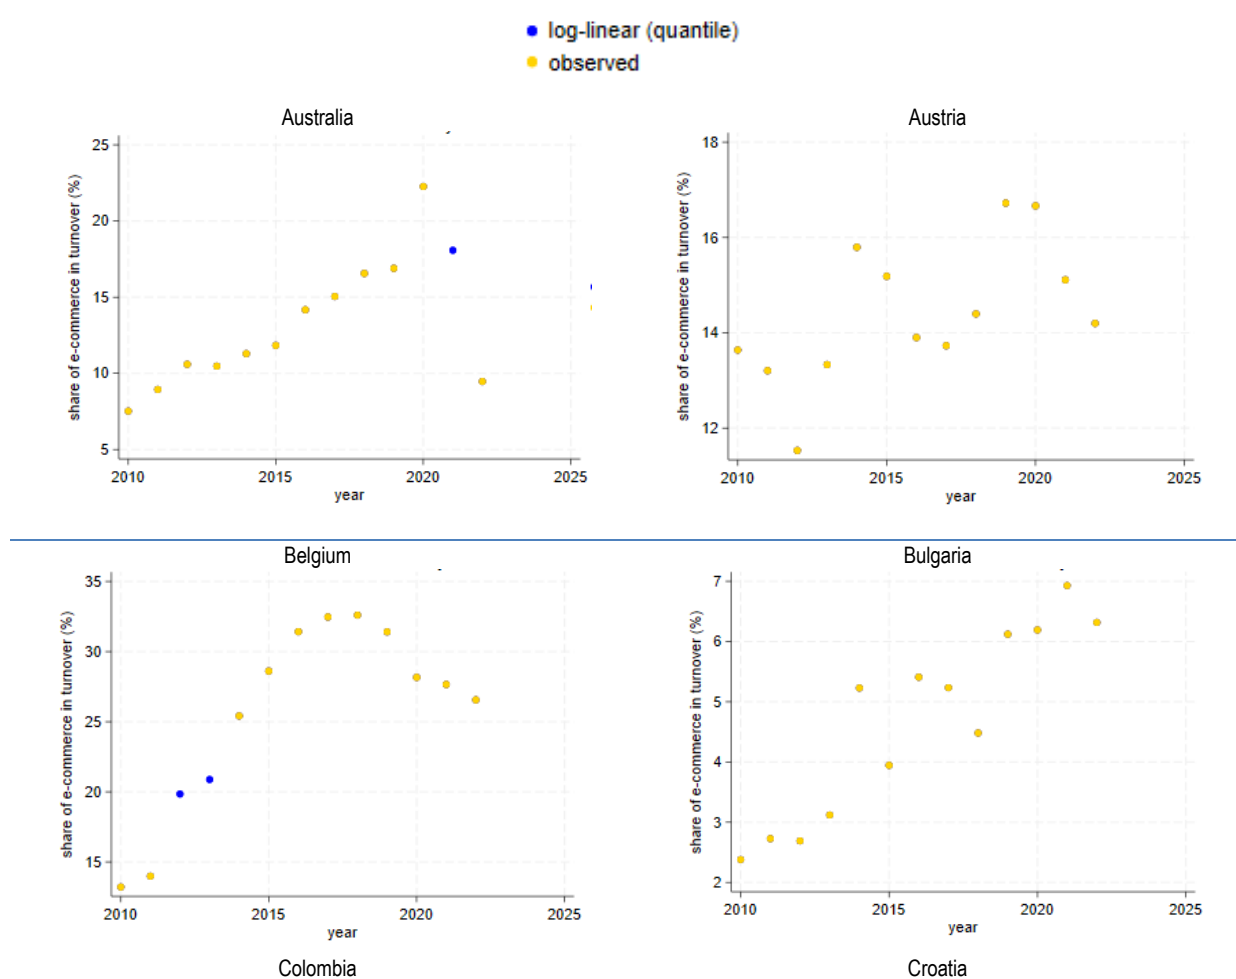 log-linear (quantile)
observed
Australia
Austria
share of e-commerce in turnover (%)
25
20
15
10
5
2010 2015 2020 2025
year
share of e-commerce in turnover (%)
18
16
14
12
2010 2015 2020 2025
year
Belgium
Bulgaria
share of e-commerce in turnover (%)
35
30
25
20
15
2010 2015 2020 2025
year
share of e-commerce in turnover (%)
7
6
5
4
3
2
2010 2015 2020 2025
year
Colombia
Croatia